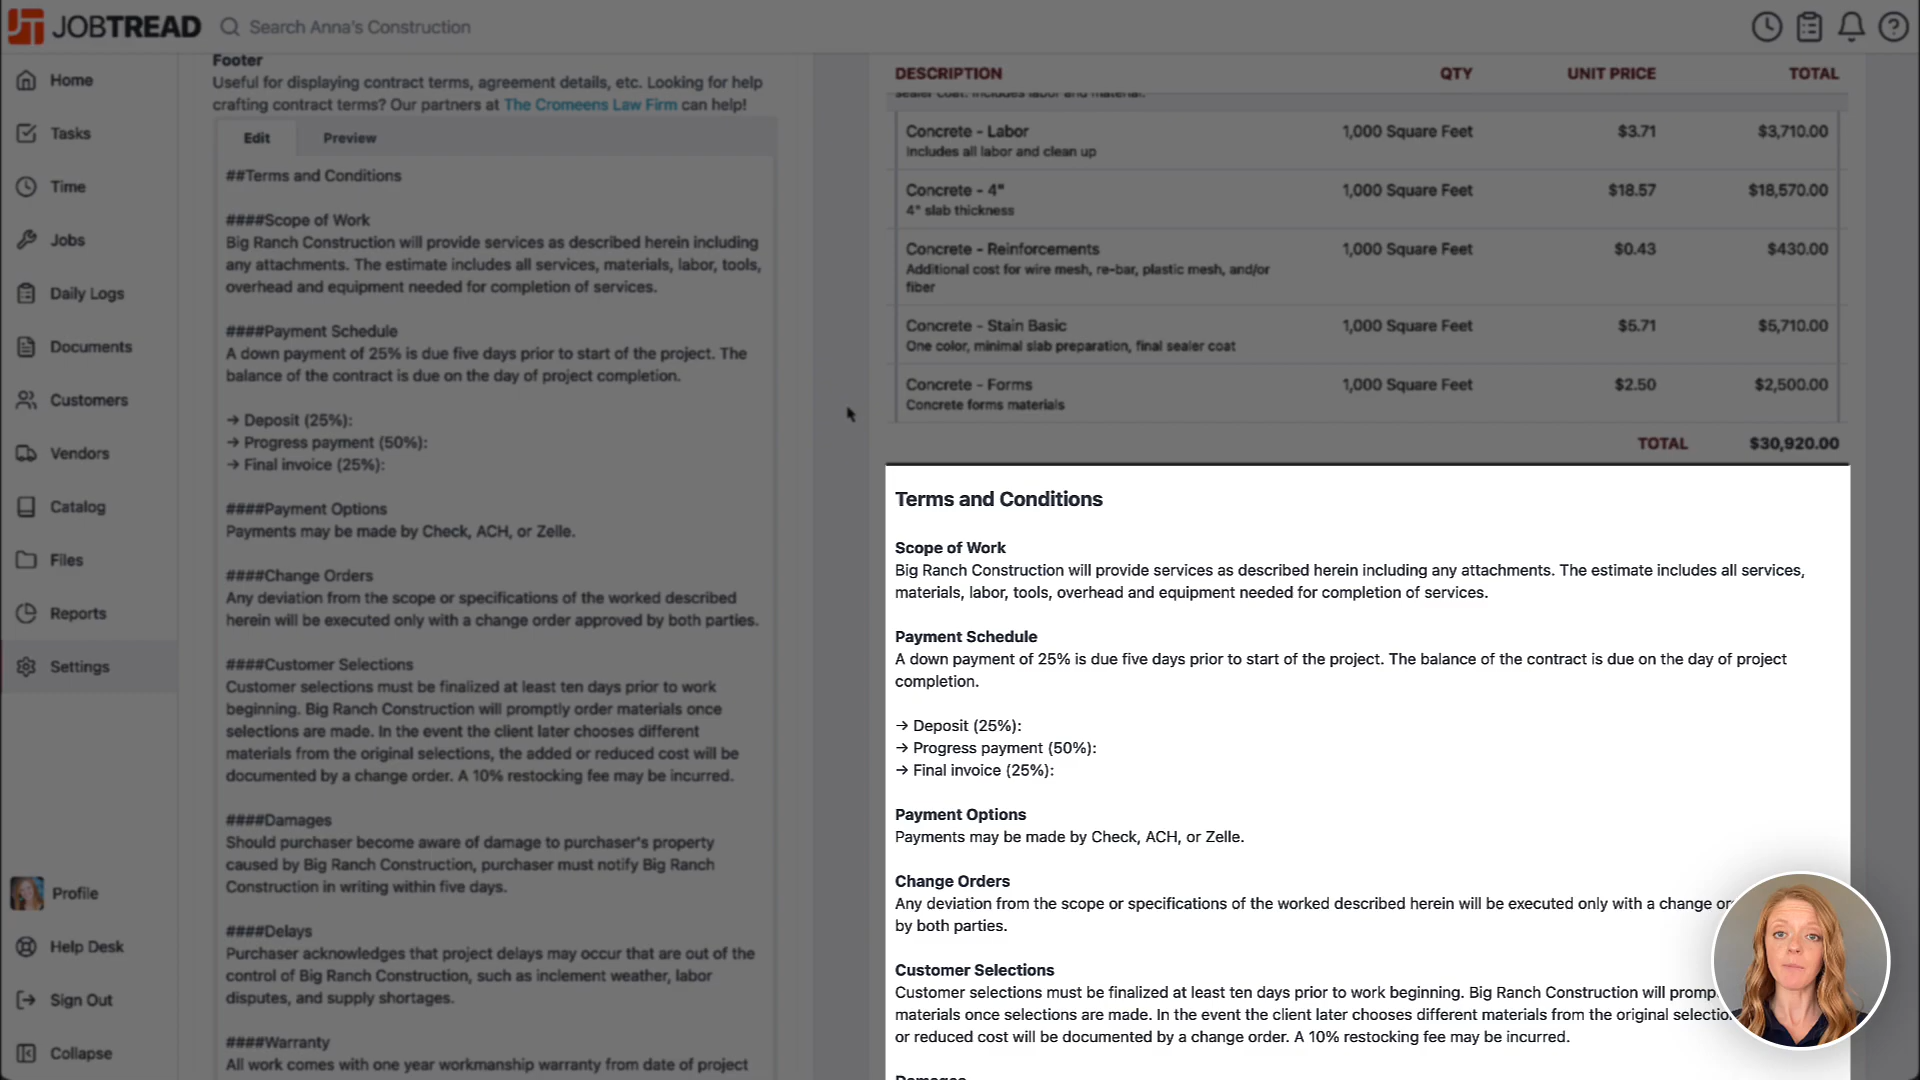 JOBTREAD
Search Anna's Construction
Home
Tasks
Time
Jobs
Daily Logs
Documents
Customers
Vendors
Catalog
Files
Reports
Settings
Profile
Help Desk
Sign Out
Collapse
Footer
Useful for displaying contract terms, agreement details, etc. Looking for help
crafting contract terms? Our partners at The Cromeens Law Firm can help!
Edit Preview
##Terms and Conditions
####Scope of Work
Big Ranch Construction will provide services as described herein including
any attachments. The estimate includes all services, materials, labor, tools,
overhead and equipment needed for completion of services.
####Payment Schedule
A down payment of 25% is due five days prior to start of the project. The
balance of the contract is due on the day of project completion.
→ Deposit (25%):
→ Progress payment (50%):
→ Final invoice (25%):
####Payment Options
Payments may be made by Check, ACH, or Zelle.
####Change Orders
Any deviation from the scope or specifications of the worked described
herein will be executed only with a change order approved by both parties.
####Customer Selections
Customer selections must be finalized at least ten days prior to work
beginning. Big Ranch Construction will promptly order materials once
selections are made. In the event the client later chooses different
materials from the original selections, the added or reduced cost will be
documented by a change order. A 10% restocking fee may be incurred.
####Damages
Should purchaser become aware of damage to purchaser's property
caused by Big Ranch Construction, purchaser must notify Big Ranch
Construction in writing within five days.
####Delays
Purchaser acknowledges that project delays may occur that are out of the
control of Big Ranch Construction, such as inclement weather, labor
disputes, and supply shortages.
####Warranty
All work comes with one year workmanship warranty from date of project
DESCRIPTION QTY UNIT PRICE TOTAL
sealer coat. Includes labor and material.
Concrete - Labor 1,000 Square Feet $3.71 $3,710.00
Includes all labor and clean up
Concrete - 4" 1,000 Square Feet $18.57 $18,570.00
4" slab thickness
Concrete - Reinforcements 1,000 Square Feet $0.43 $430.00
Additional cost for wire mesh, re-bar, plastic mesh, and/or
fiber
Concrete - Stain Basic 1,000 Square Feet $5.71 $5,710.00
One color, minimal slab preparation, final sealer coat
Concrete - Forms 1,000 Square Feet $2.50 $2,500.00
Concrete forms materials
TOTAL $30,920.00
Terms and Conditions
Scope of Work
Big Ranch Construction will provide services as described herein including any attachments. The estimate includes all services,
materials, labor, tools, overhead and equipment needed for completion of services.
Payment Schedule
A down payment of 25% is due five days prior to start of the project. The balance of the contract is due on the day of project
completion.
→ Deposit (25%):
→ Progress payment (50%):
→ Final invoice (25%):
Payment Options
Payments may be made by Check, ACH, or Zelle.
Change Orders
Any deviation from the scope or specifications of the worked described herein will be executed only with a change
by both parties.
Customer Selections
Customer selections must be finalized at least ten days prior to work beginning. Big Ranch Construction will
materials once selections are made. In the event the client later chooses different materials from the original
or reduced cost will be documented by a change order. A 10% restocking fee may be incurred.